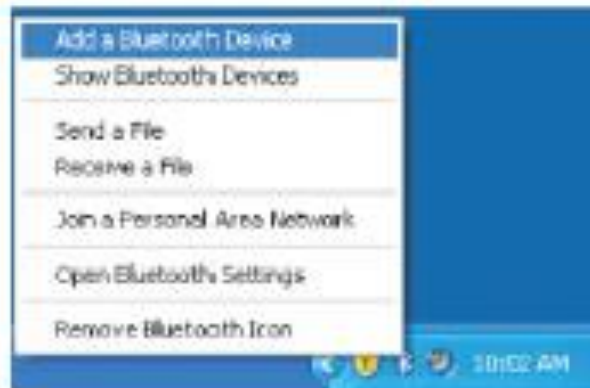 Add a Bluetooth Device
Show Bluetooth Devices
Send a File
Receive a File
Join a Personal Area Network
Open Bluetooth Settings
Remove Bluetooth Icon
10:02 AM